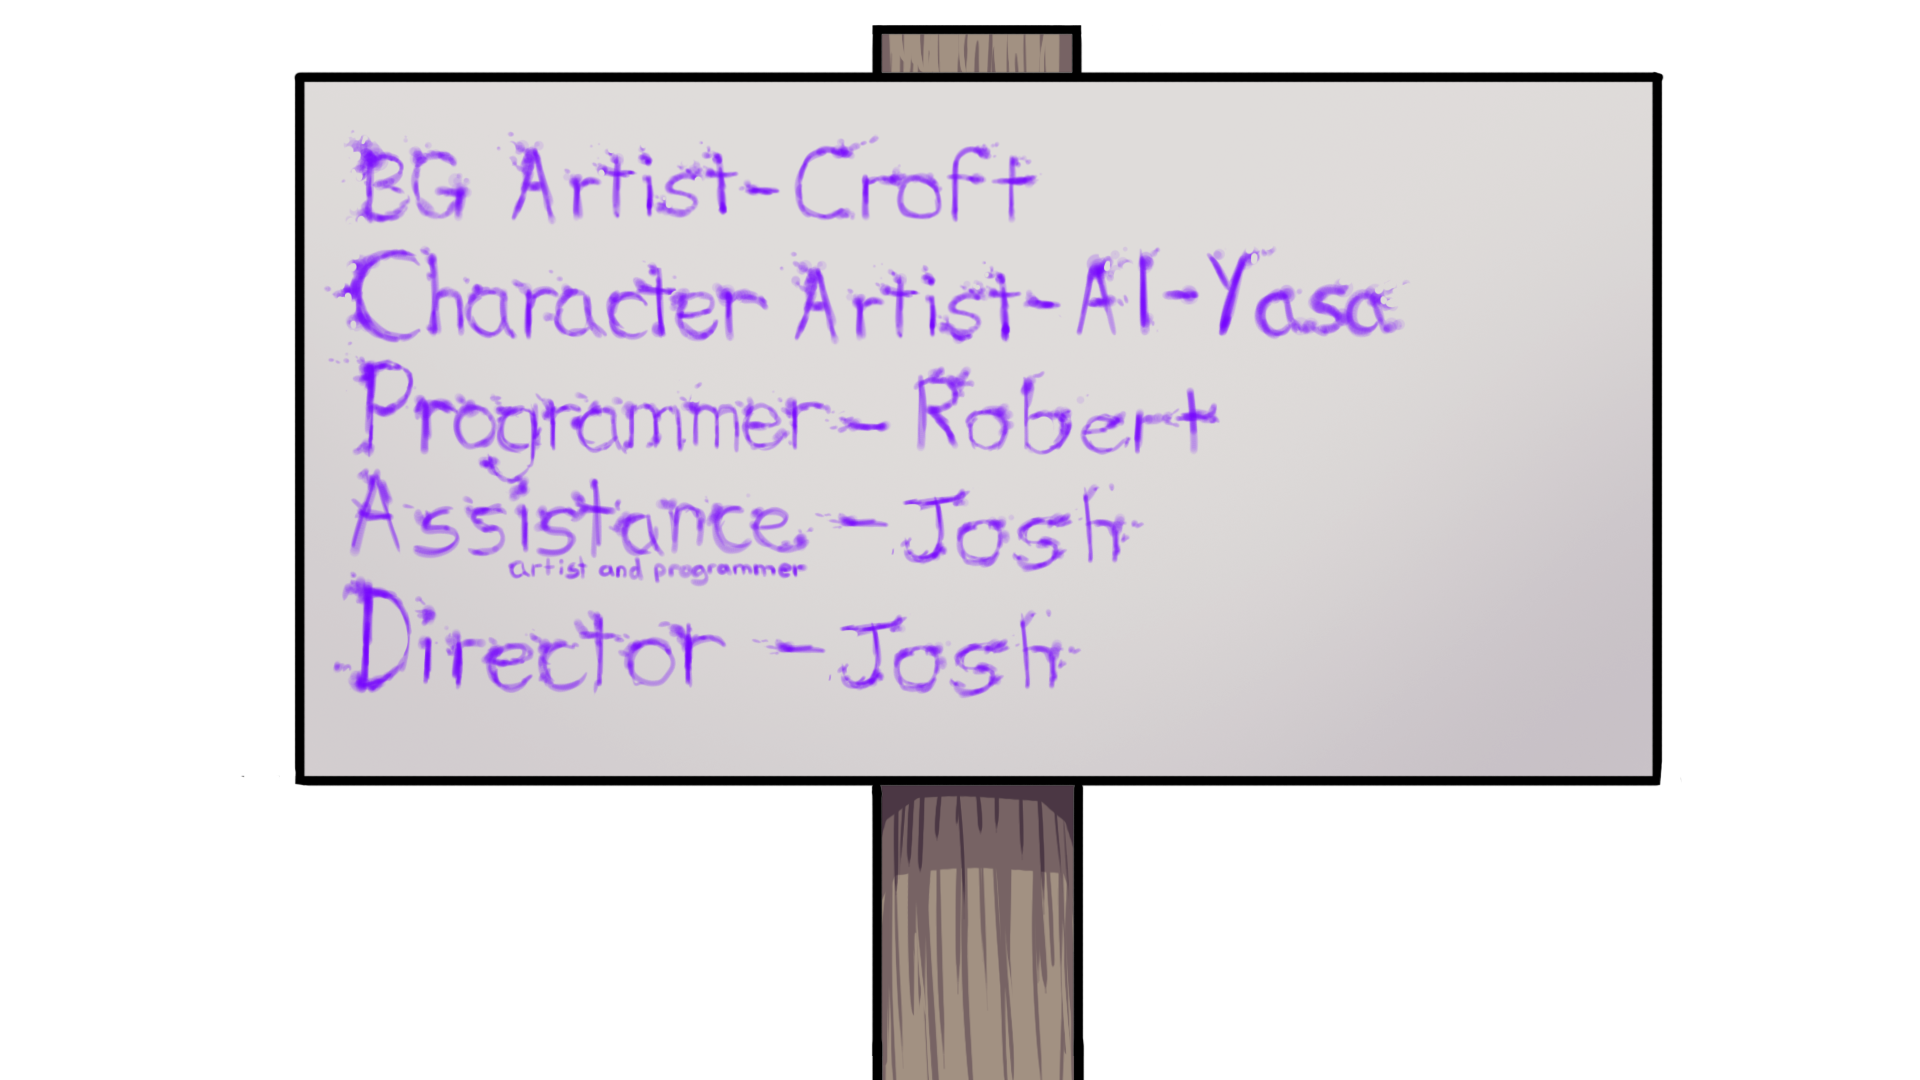 BG Artist-Croft
Character Artist-Al-Yasa
Programmer-Robert
Assistance-Josh
artist and programmer
Director-Josh